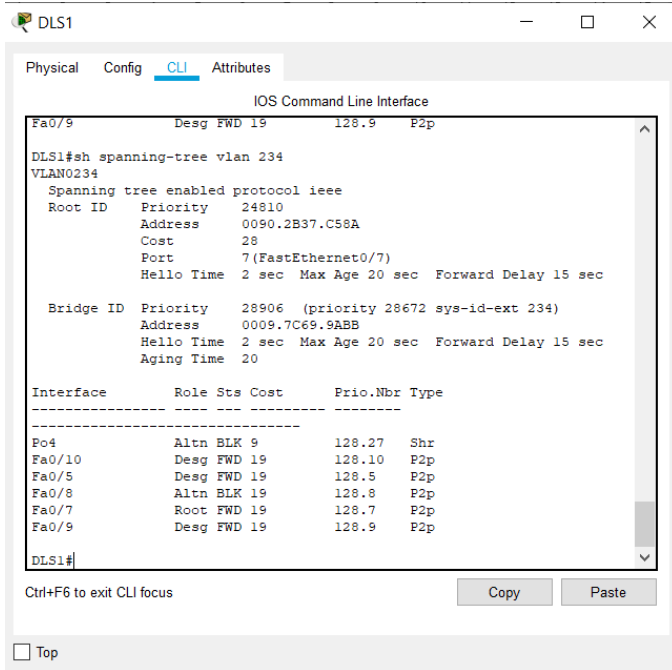 DLS1
Physical Config CLI Attributes
IOS Command Line Interface
Fa0/9            Desg FWD 19        128.9    P2p

DLS1#sh spanning-tree vlan 234
VLAN0234
  Spanning tree enabled protocol ieee
  Root ID    Priority    24810
             Address     0090.2B37.C58A
             Cost        28
             Port        7(FastEthernet0/7)
             Hello Time  2 sec  Max Age 20 sec  Forward Delay 15 sec

  Bridge ID  Priority    28906  (priority 28672 sys-id-ext 234)
             Address     0009.7C69.9ABB
             Hello Time  2 sec  Max Age 20 sec  Forward Delay 15 sec
             Aging Time  20

Interface        Role Sts Cost      Prio.Nbr Type
---------------- ---- --- --------- --------
--------------------------------
Po4              Altn BLK 9         128.27   Shr
Fa0/10           Desg FWD 19        128.10   P2p
Fa0/5            Desg FWD 19        128.5    P2p
Fa0/8            Altn BLK 19        128.8    P2p
Fa0/7            Root FWD 19        128.7    P2p
Fa0/9            Desg FWD 19        128.9    P2p

DLS1#
Ctrl+F6 to exit CLI focus Copy Paste
Top